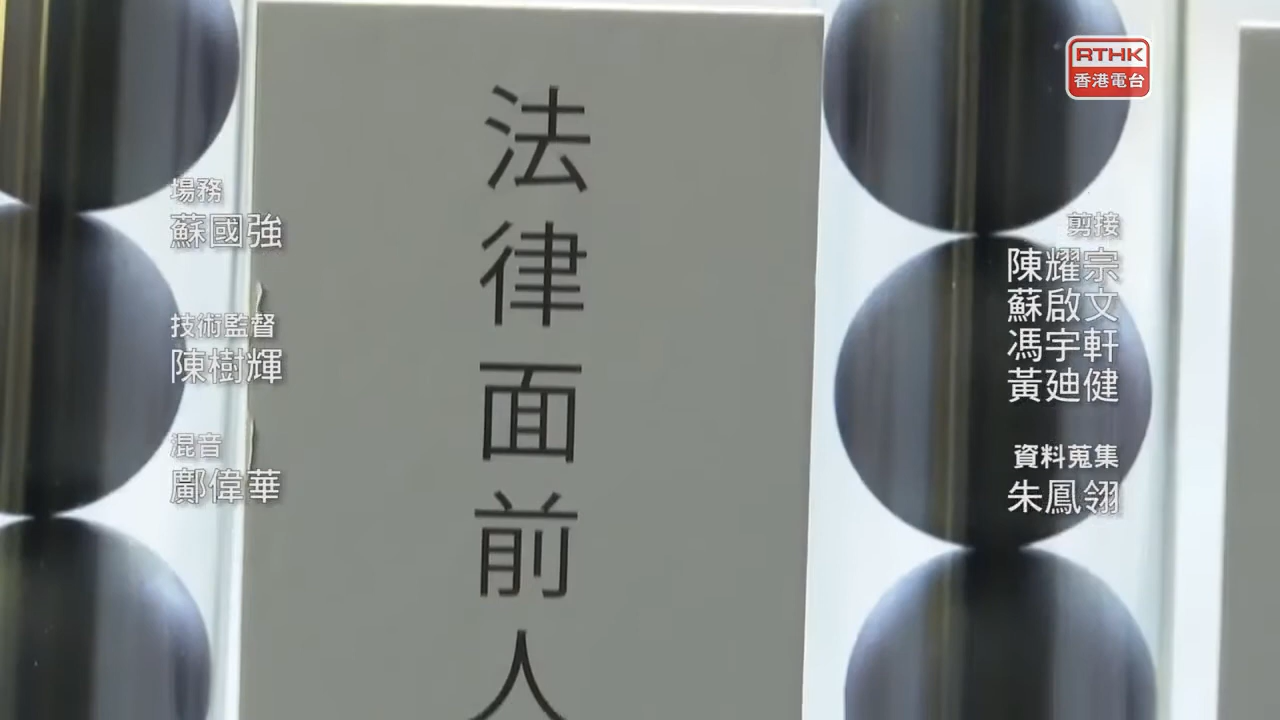 RTHK
香港電台
法律面前人
場務
蘇國強
技術監督
陳樹輝
混音
鄺偉華
剪接
陳耀宗
蘇啟文
馮宇軒
黃廸健
資料蒐集
朱鳳翎